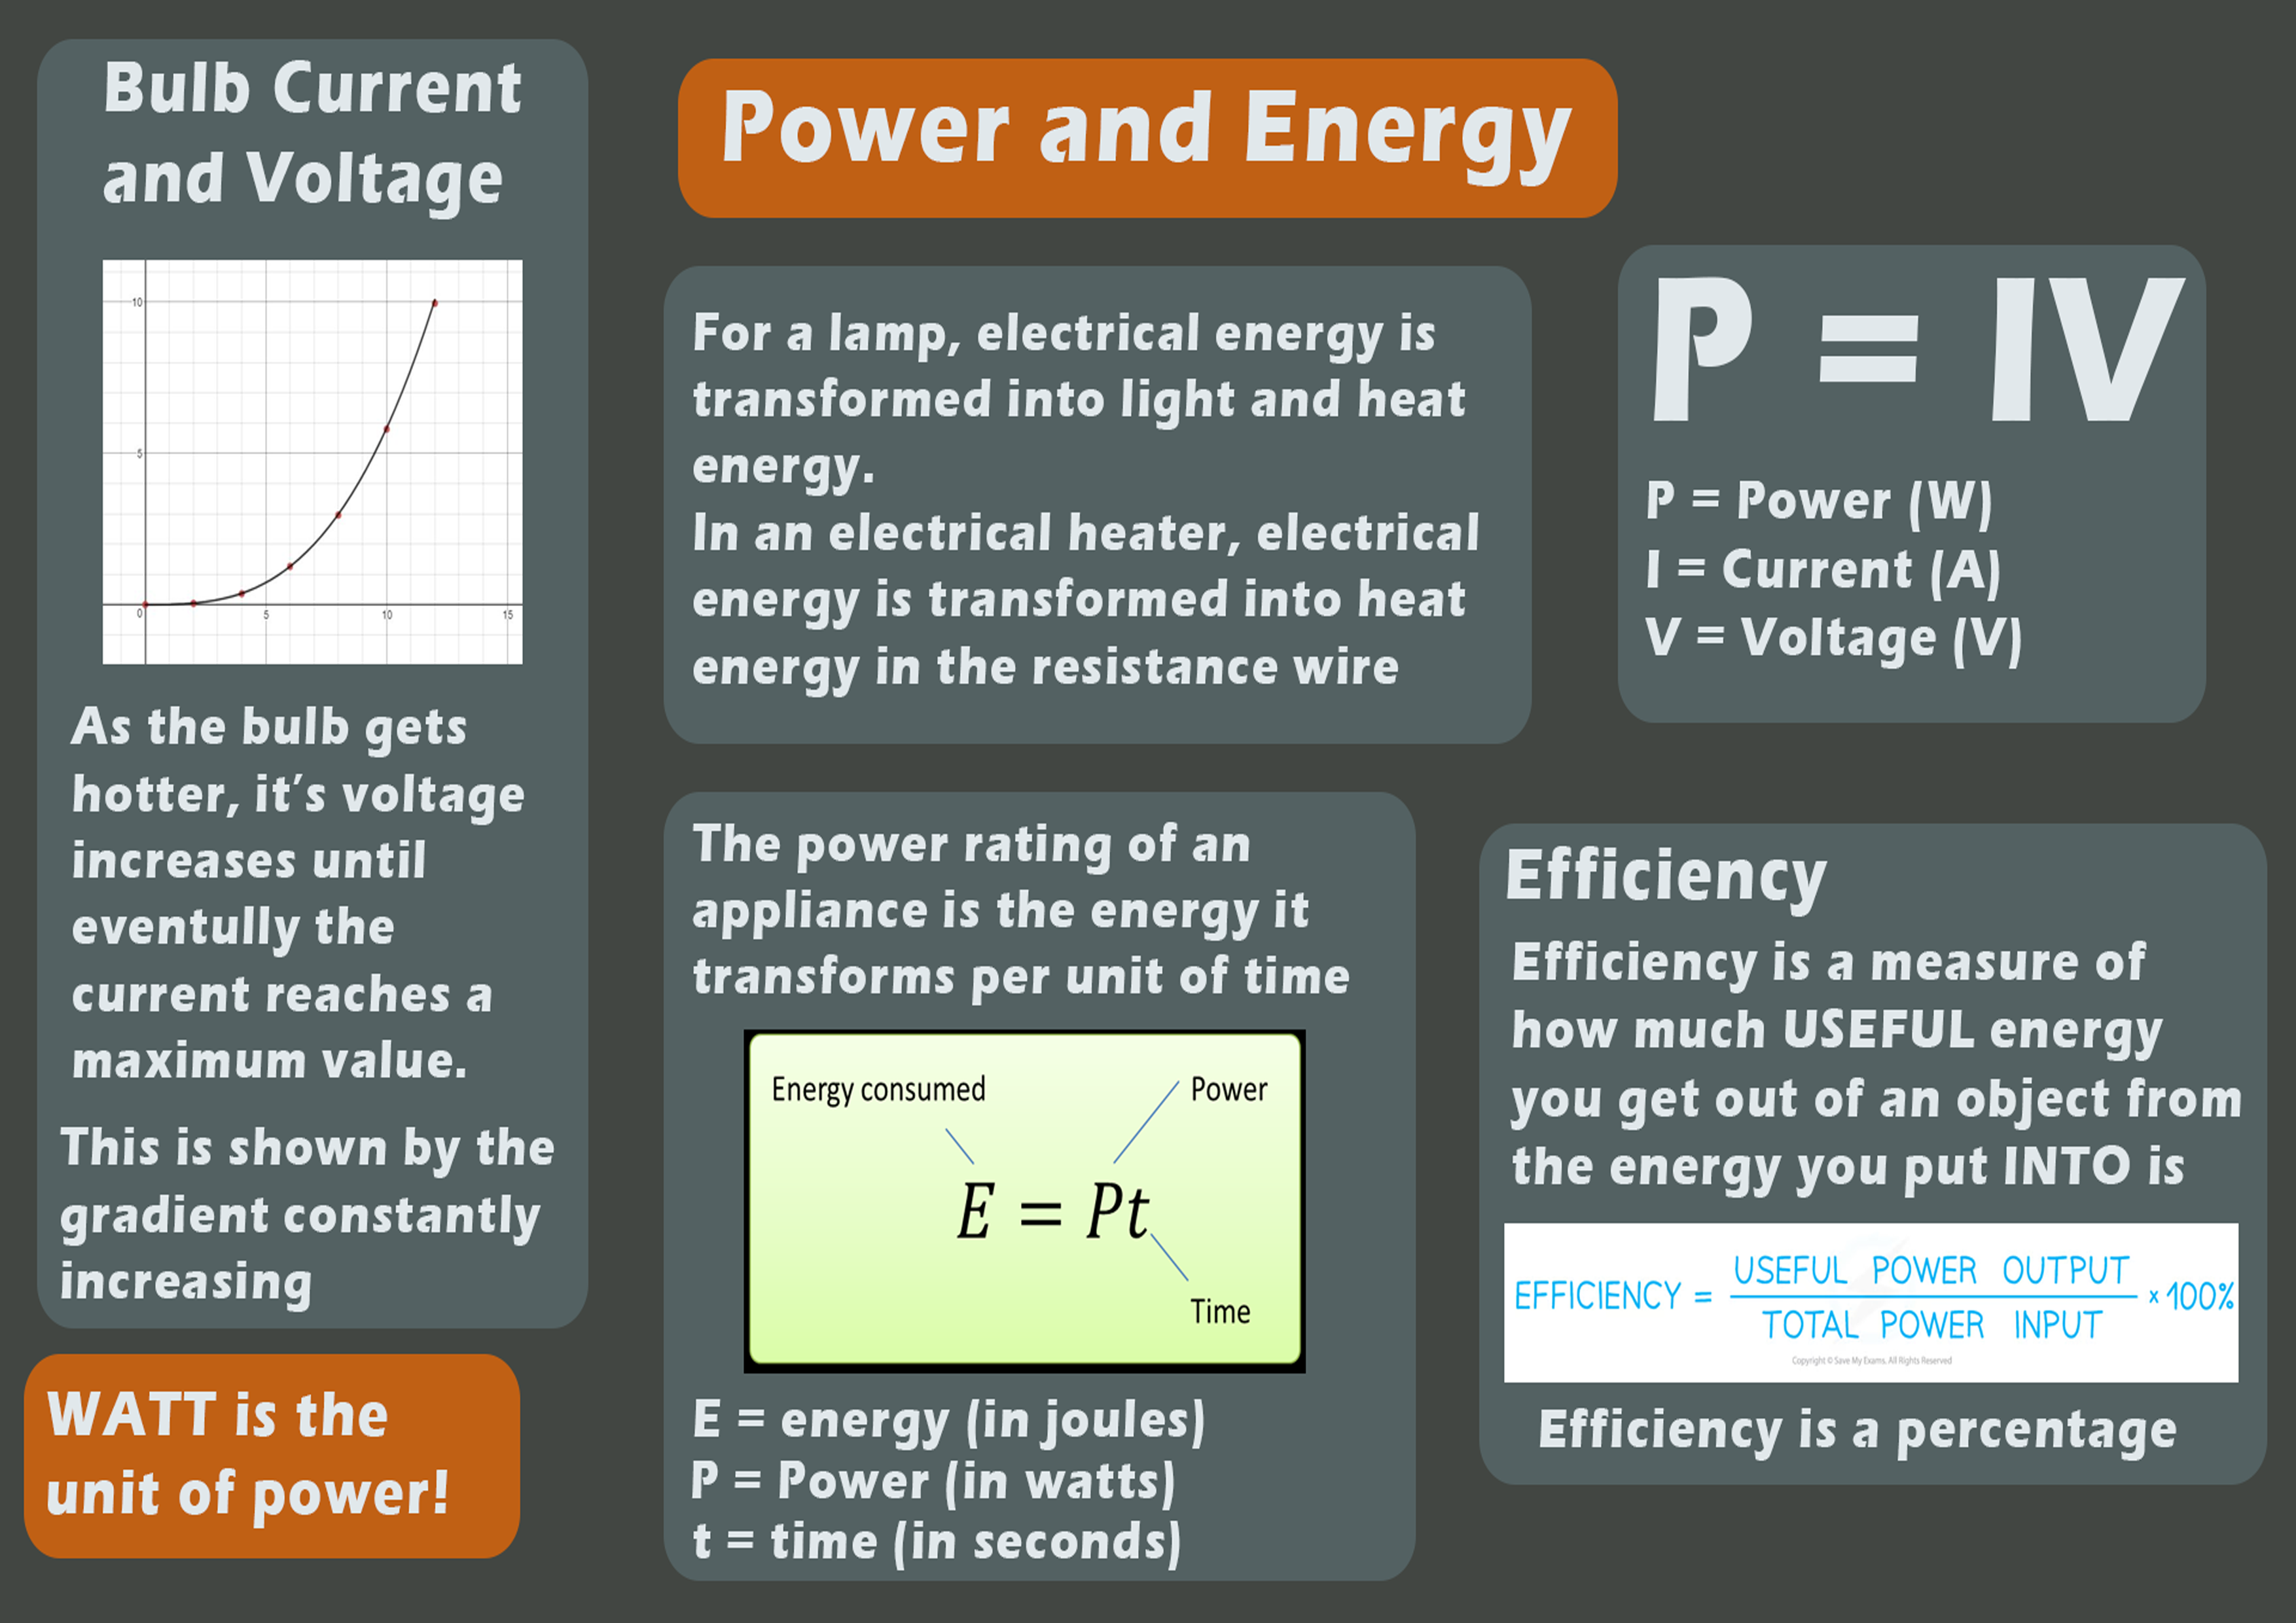 Bulb Current
and Voltage
10
5
0
5
10
15
As the bulb gets
hotter, it's voltage
increases until
eventully the
current reaches a
maximum value.
This is shown by the
gradient constantly
increasing
WATT is the
unit of power!
Power and Energy
For a lamp, electrical energy is
transformed into light and heat
energy.
In an electrical heater, electrical
energy is transformed into heat
energy in the resistance wire
P = IV
P = Power (W)
I = Current (A)
V = Voltage (V)
The power rating of an
appliance is the energy it
transforms per unit of time
Energy consumed
Power
E = Pt
Time
E = energy (in joules)
P = Power (in watts)
t = time (in seconds)
Efficiency
Efficiency is a measure of
how much USEFUL energy
you get out of an object from
the energy you put INTO is
USEFUL POWER OUTPUT
EFFICIENCY = × 100%
TOTAL POWER INPUT
Copyright © Save My Exams. All Rights Reserved
Efficiency is a percentage